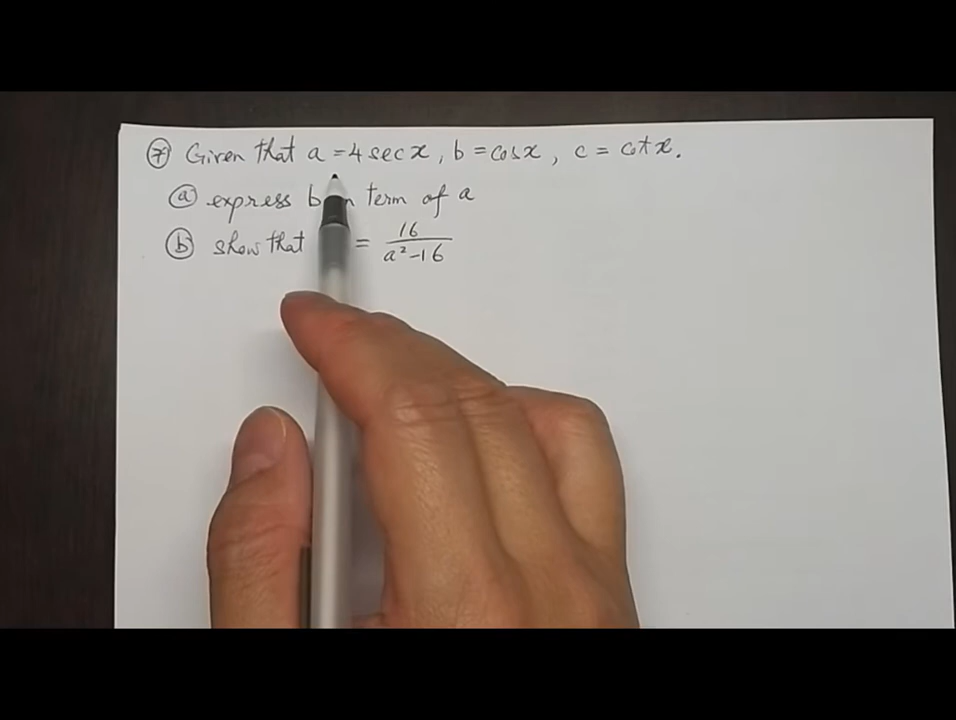 ⑦ Given that a = 4 sec x, b = cos x, c = cot x.
ⓐ express b term of a
ⓑ show that = 16/(a²-16)